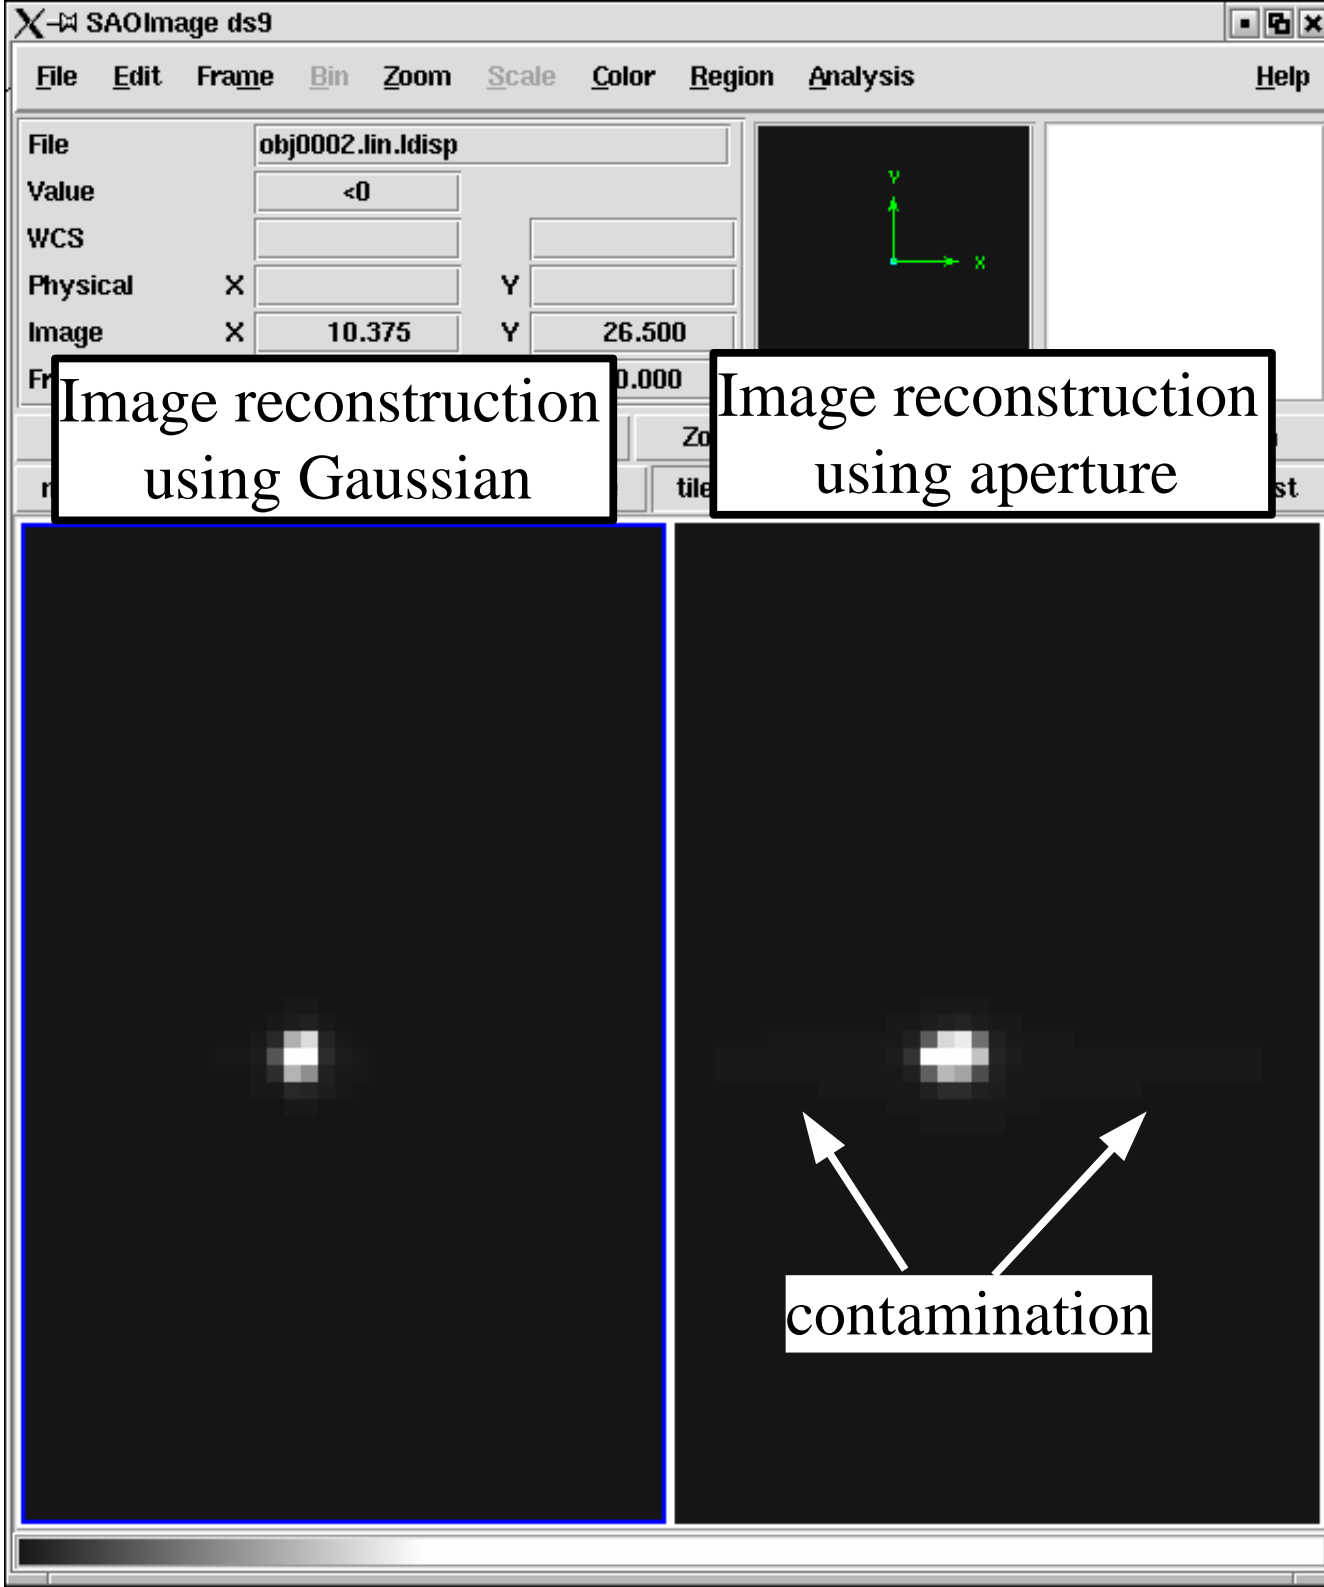 SAOImage ds9
File Edit Frame Bin Zoom Scale Color Region Analysis Help
File obj0002.lin.ldisp
Value <0
WCS
Physical X Y
Image X 10.375 Y 26.500
Y
X
Image reconstruction
using Gaussian
Image reconstruction
using aperture
contamination